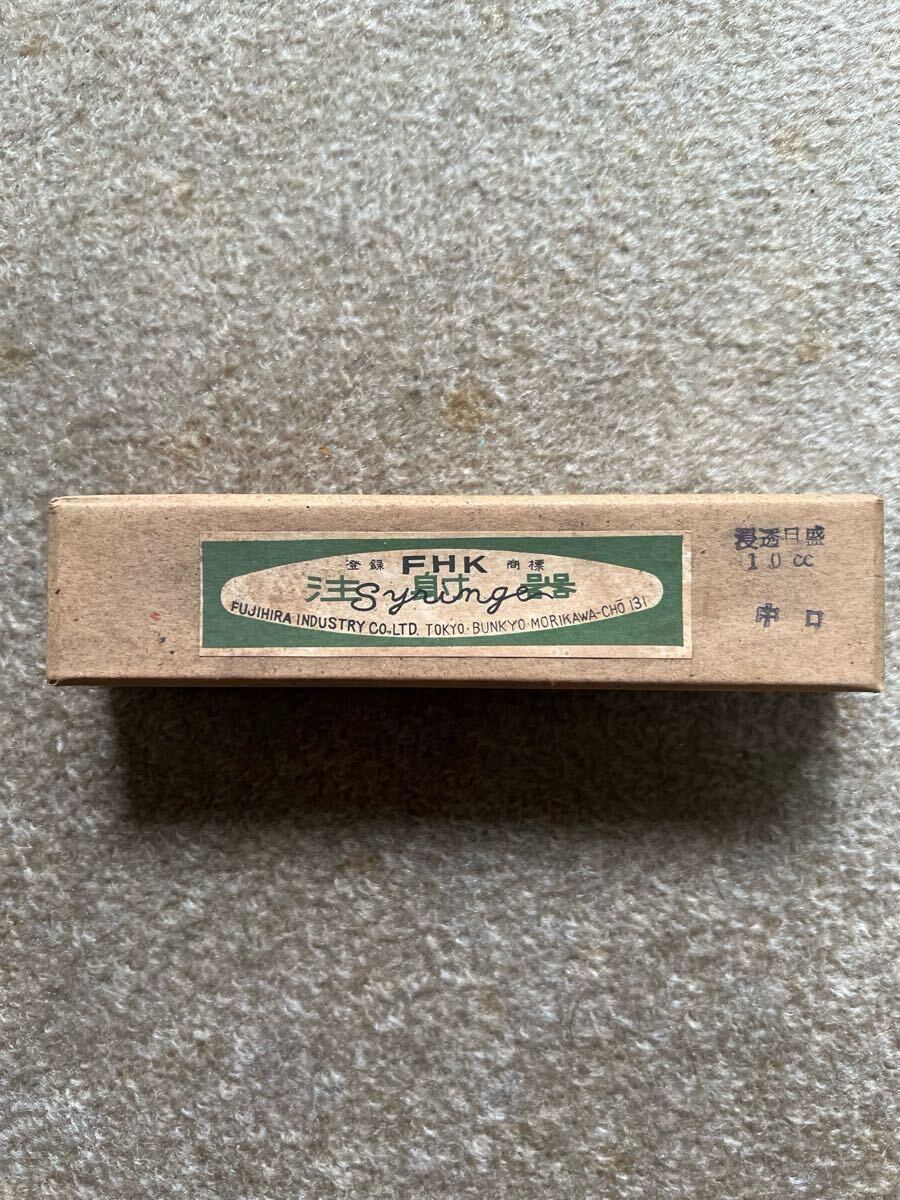 登録 FHK 商標
注射器
Syringe
FUJIHIRA INDUSTRY CO.,LTD. TOKYO・BUNKYO・MORIKAWA-CHŌ 131
浸透目盛
10 cc
中口